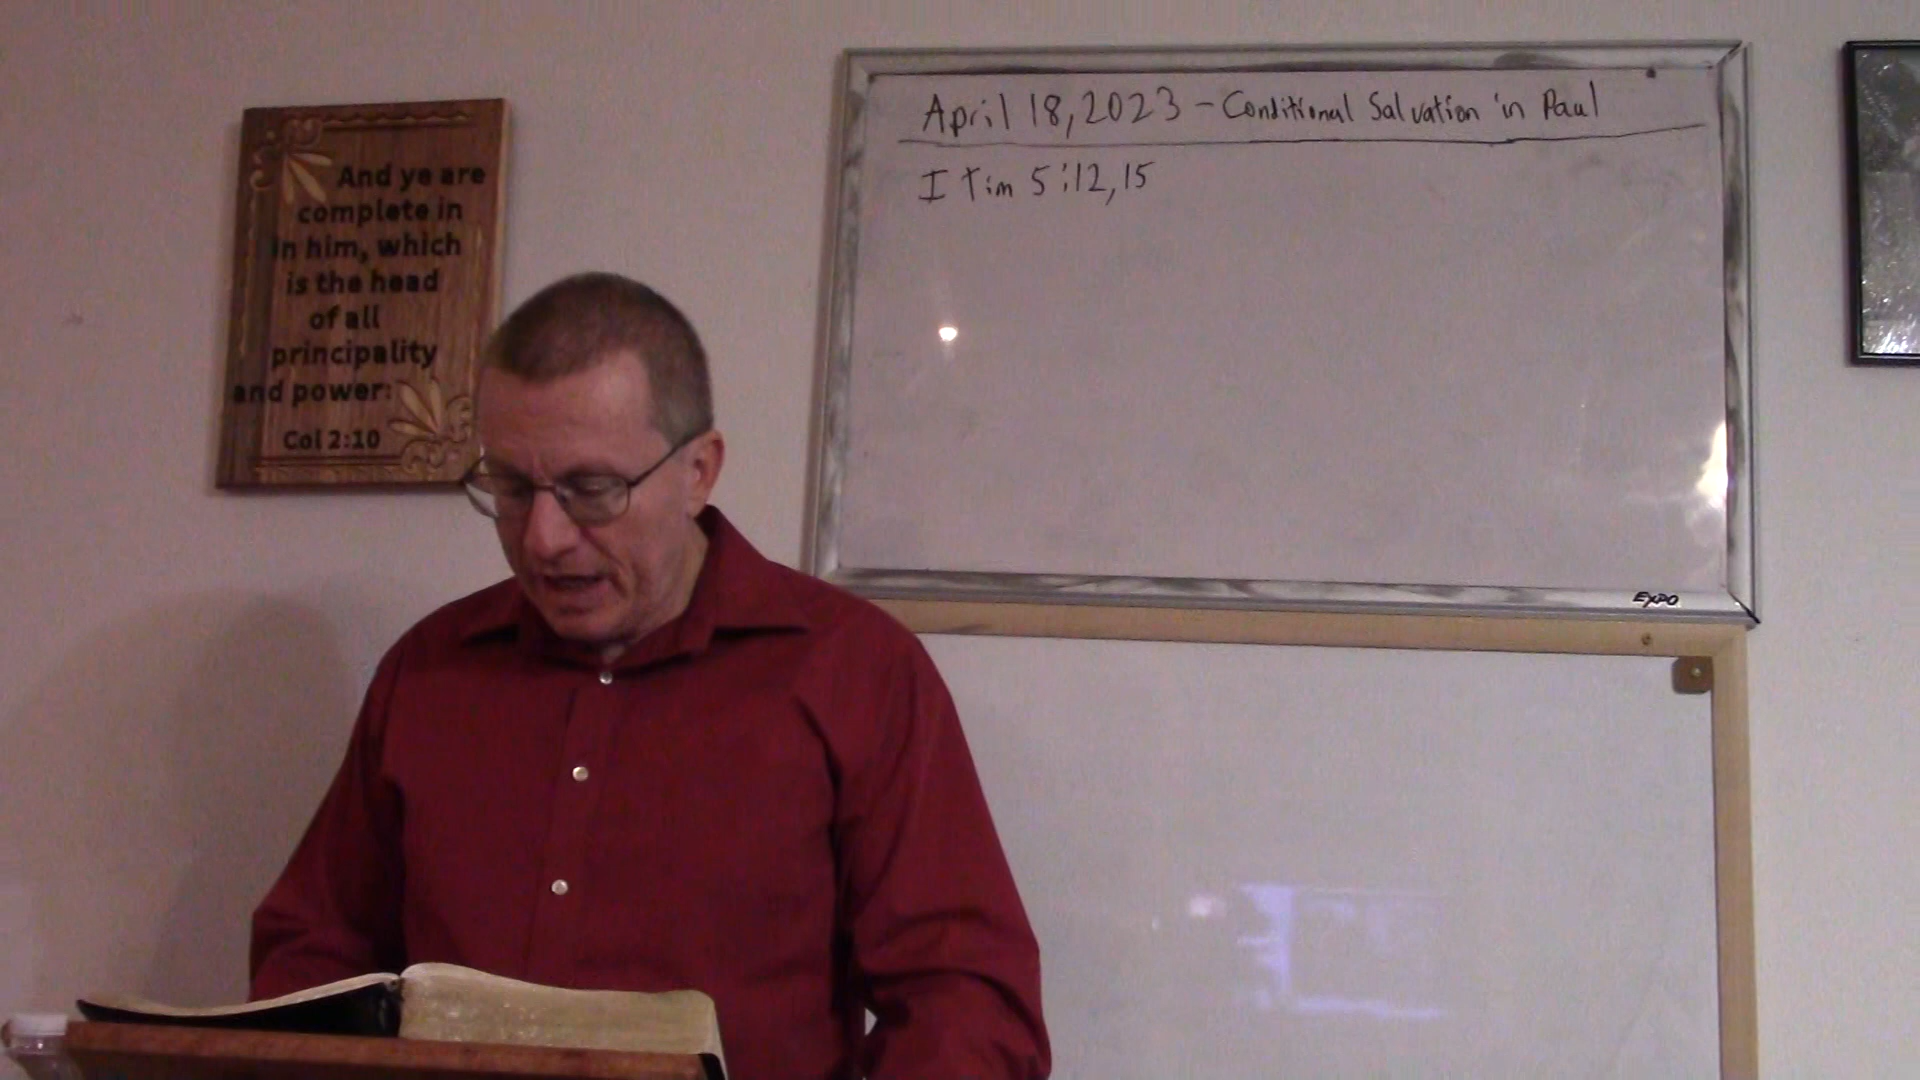 And ye are
complete in
in him, which
is the head
of all
principality
and power:
Col 2:10
April 18, 2023 - Conditional Salvation in Paul
I Tim 5:12, 15
EXPO